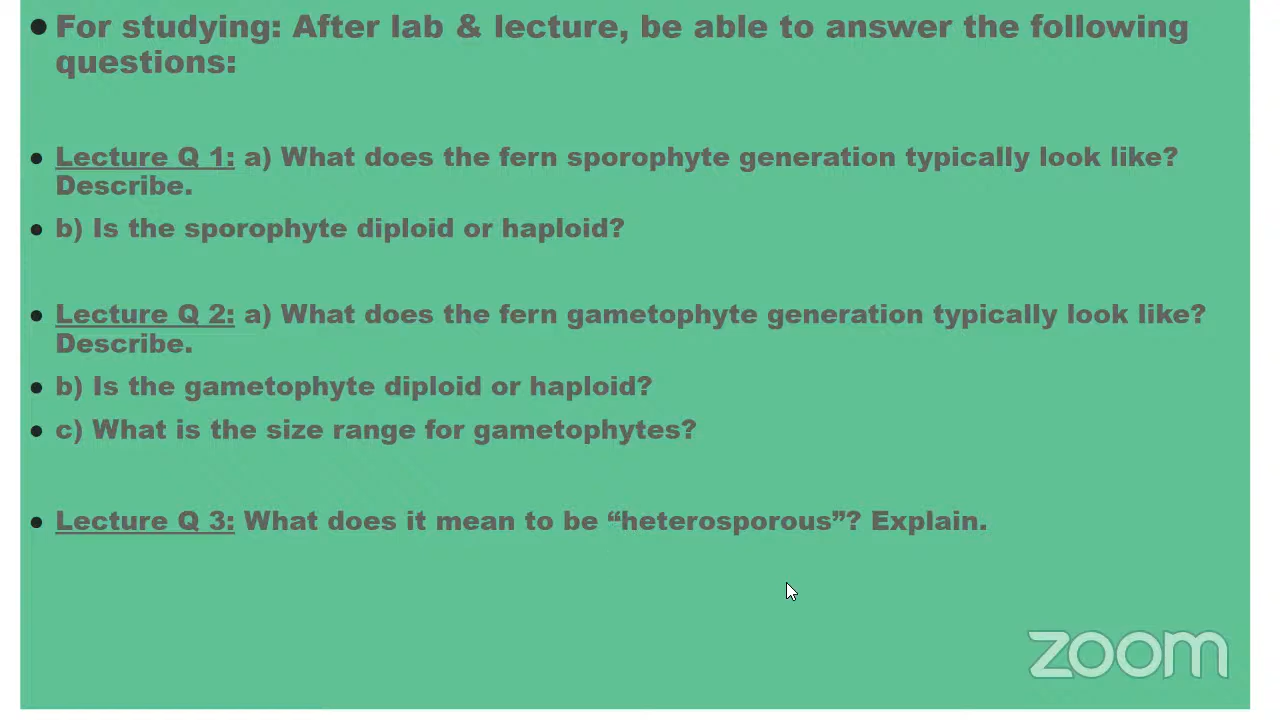 ● For studying: After lab & lecture, be able to answer the following
questions:
● Lecture Q 1: a) What does the fern sporophyte generation typically look like?
Describe.
● b) Is the sporophyte diploid or haploid?
● Lecture Q 2: a) What does the fern gametophyte generation typically look like?
Describe.
● b) Is the gametophyte diploid or haploid?
● c) What is the size range for gametophytes?
● Lecture Q 3: What does it mean to be “heterosporous”? Explain.
zoom